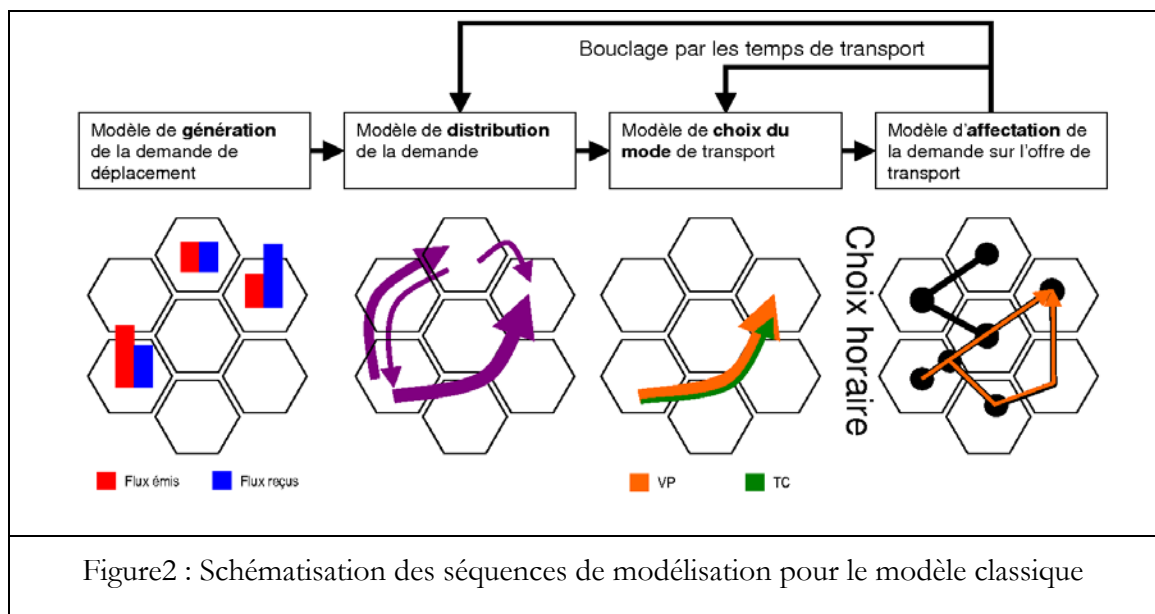 Bouclage par les temps de transport
Modèle de génération
de la demande de
déplacement
Modèle de distribution
de la demande
Modèle de choix du
mode de transport
Modèle d'affectation de
la demande sur l'offre de
transport
Choix horaire
Flux émis
Flux reçus
VP
TC
Figure2 : Schématisation des séquences de modélisation pour le modèle classique